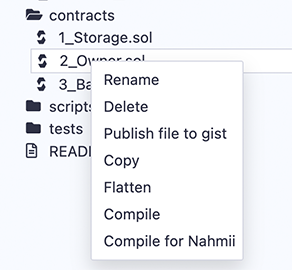 contracts
1_Storage.sol
2_Owner.sol
3_Ba
scripts
tests
READ
Rename
Delete
Publish file to gist
Copy
Flatten
Compile
Compile for Nahmii